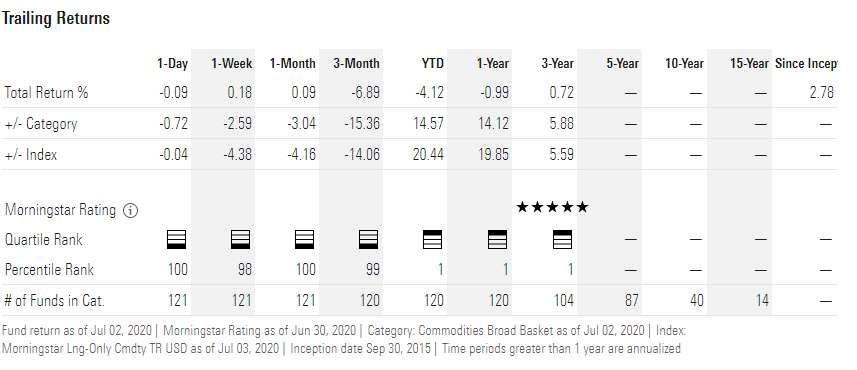 Trailing Returns
1-Day 1-Week 1-Month 3-Month YTD 1-Year 3-Year 5-Year 10-Year 15-Year Since Incep
Total Return % -0.09 0.18 0.09 -6.89 -4.12 -0.99 0.72 — — — 2.78
+/- Category -0.72 -2.59 -3.04 -15.36 14.57 14.12 5.88 — — — —
+/- Index -0.04 -4.38 -4.16 -14.06 20.44 19.85 5.59 — — — —
Morningstar Rating ⓘ ★★★★★
Quartile Rank — — — —
Percentile Rank 100 98 100 99 1 1 1 — — — —
# of Funds in Cat. 121 121 121 120 120 120 104 87 40 14 —
Fund return as of Jul 02, 2020 | Morningstar Rating as of Jun 30, 2020 | Category: Commodities Broad Basket as of Jul 02, 2020 | Index:
Morningstar Lng-Only Cmdty TR USD as of Jul 03, 2020 | Inception date Sep 30, 2015 | Time periods greater than 1 year are annualized